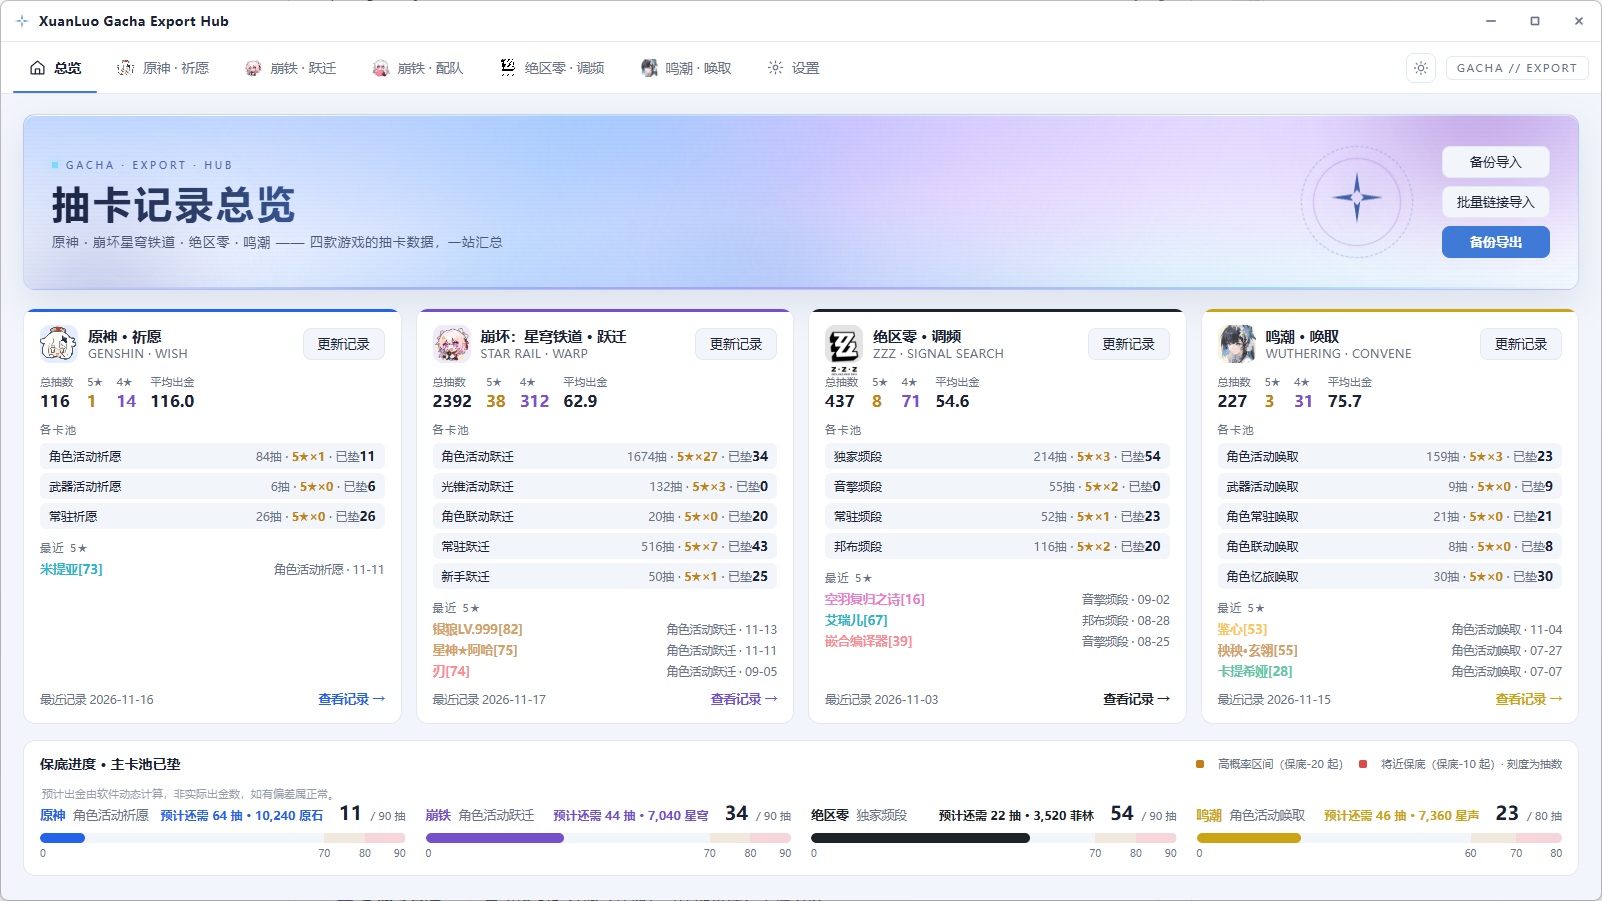 XuanLuo Gacha Export Hub
总览
原神 · 祈愿
崩铁 · 跃迁
崩铁 · 配队
绝区零 · 调频
鸣潮 · 唤取
设置
GACHA // EXPORT
GACHA · EXPORT · HUB
抽卡记录总览
原神 · 崩坏星穹铁道 · 绝区零 · 鸣潮 —— 四款游戏的抽卡数据，一站汇总
备份导入
批量链接导入
备份导出
原神 • 祈愿
GENSHIN · WISH
更新记录
总抽数 5★ 4★ 平均出金
116 1 14 116.0
各卡池
角色活动祈愿 84抽 · 5★×1 · 已垫11
武器活动祈愿 6抽 · 5★×0 · 已垫6
常驻祈愿 26抽 · 5★×0 · 已垫26
最近 5★
米提亚[73] 角色活动祈愿 · 11-11
最近记录 2026-11-16 查看记录 →
崩坏：星穹铁道 • 跃迁
STAR RAIL · WARP
更新记录
总抽数 5★ 4★ 平均出金
2392 38 312 62.9
各卡池
角色活动跃迁 1674抽 · 5★×27 · 已垫34
光锥活动跃迁 132抽 · 5★×3 · 已垫0
角色联动跃迁 20抽 · 5★×0 · 已垫20
常驻跃迁 516抽 · 5★×7 · 已垫43
新手跃迁 50抽 · 5★×1 · 已垫25
最近 5★
银狼LV.999[82] 角色活动跃迁 · 11-13
星神★阿哈[75] 角色活动跃迁 · 11-11
刃[74] 角色活动跃迁 · 09-05
最近记录 2026-11-17 查看记录 →
绝区零 • 调频
ZZZ · SIGNAL SEARCH
更新记录
Z·Z·Z
总抽数 5★ 4★ 平均出金
437 8 71 54.6
各卡池
独家频段 214抽 · 5★×3 · 已垫54
音擎频段 55抽 · 5★×2 · 已垫0
常驻频段 52抽 · 5★×1 · 已垫23
邦布频段 116抽 · 5★×2 · 已垫20
最近 5★
空羽复归之诗[16] 音擎频段 · 09-02
艾瑞儿[67] 邦布频段 · 08-28
嵌合编译器[39] 音擎频段 · 08-25
最近记录 2026-11-03 查看记录 →
鸣潮 • 唤取
WUTHERING · CONVENE
更新记录
总抽数 5★ 4★ 平均出金
227 3 31 75.7
各卡池
角色活动唤取 159抽 · 5★×3 · 已垫23
武器活动唤取 9抽 · 5★×0 · 已垫9
角色常驻唤取 21抽 · 5★×0 · 已垫21
角色联动唤取 8抽 · 5★×0 · 已垫8
角色忆旅唤取 30抽 · 5★×0 · 已垫30
最近 5★
鉴心[53] 角色活动唤取 · 11-04
秧秧•玄翎[55] 角色活动唤取 · 07-27
卡提希娅[28] 角色活动唤取 · 07-07
最近记录 2026-11-15 查看记录 →
保底进度 • 主卡池已垫
高概率区间（保底-20 起） 将近保底（保底-10 起） · 刻度为抽数
预计出金由软件动态计算，非实际出金数，如有偏差属正常。
原神 角色活动祈愿 预计还需 64 抽 • 10,240 原石 11 / 90 抽
0 70 80 90
崩铁 角色活动跃迁 预计还需 44 抽 • 7,040 星穹 34 / 90 抽
0 70 80 90
绝区零 独家频段 预计还需 22 抽 • 3,520 菲林 54 / 90 抽
0 70 80 90
鸣潮 角色活动唤取 预计还需 46 抽 • 7,360 星声 23 / 80 抽
0 60 70 80